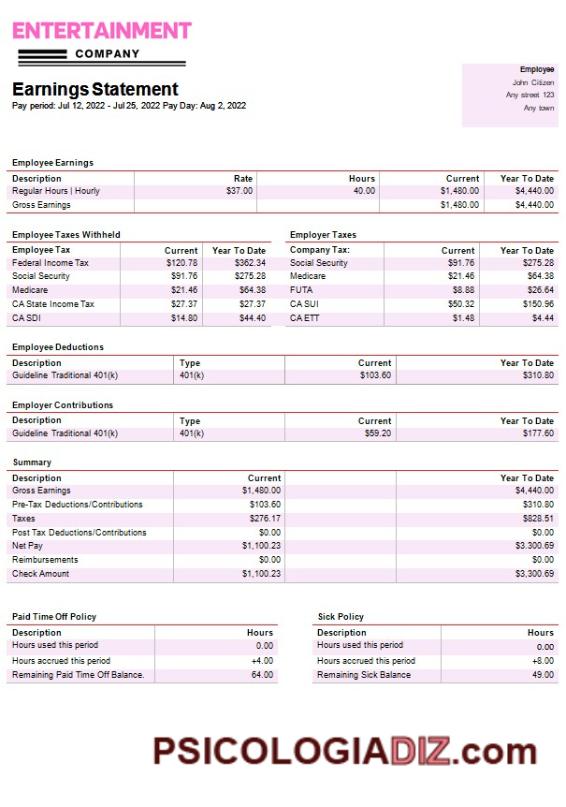 ENTERTAINMENT
COMPANY
Earnings Statement
Pay period: Jul 12, 2022 - Jul 25, 2022 Pay Day: Aug 2, 2022
Employee
John Citizen
Any street 123
Any town
Employee Earnings
Description Rate Hours Current Year To Date
Regular Hours | Hourly $37.00 40.00 $1,480.00 $4,440.00
Gross Earnings $1,480.00 $4,440.00
Employee Taxes Withheld
Employee Tax Current Year To Date
Federal Income Tax $120.78 $362.34
Social Security $91.76 $275.28
Medicare $21.46 $64.38
CA State Income Tax $27.37 $27.37
CA SDI $14.80 $44.40
Employer Taxes
Company Tax: Current Year To Date
Social Security $91.76 $275.28
Medicare $21.46 $64.38
FUTA $8.88 $26.64
CA SUI $50.32 $150.96
CA ETT $1.48 $4.44
Employee Deductions
Description Type Current Year To Date
Guideline Traditional 401(k) 401(k) $103.60 $310.80
Employer Contributions
Description Type Current Year To Date
Guideline Traditional 401(k) 401(k) $59.20 $177.60
Summary
Description Current Year To Date
Gross Earnings $1,480.00 $4,440.00
Pre-Tax Deductions/Contributions $103.60 $310.80
Taxes $276.17 $828.51
Post Tax Deductions/Contributions $0.00 $0.00
Net Pay $1,100.23 $3.300.69
Reimbursements $0.00 $0.00
Check Amount $1,100.23 $3,300.69
Paid Time Off Policy
Description Hours
Hours used this period 0.00
Hours accrued this period +4.00
Remaining Paid Time Off Balance. 64.00
Sick Policy
Description Hours
Hours used this period 0.00
Hours accrued this period +8.00
Remaining Sick Balance 49.00
PSICOLOGIADIZ.com